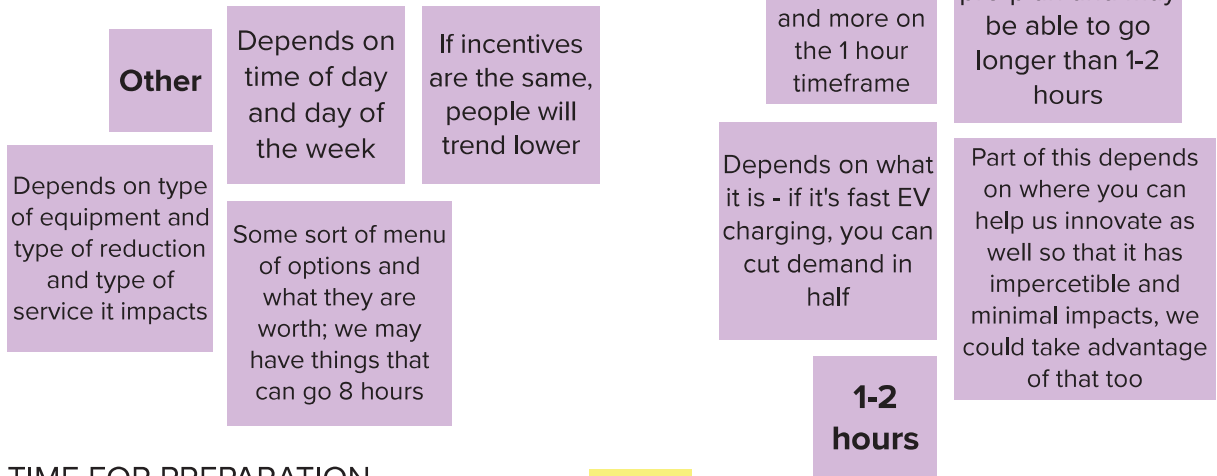 Other
Depends on
time of day
and day of
the week
If incentives
are the same,
people will
trend lower
Depends on type
of equipment and
type of reduction
and type of
service it impacts
Some sort of menu
of options and
what they are
worth; we may
have things that
can go 8 hours
and more on
the 1 hour
timeframe
be able to go
longer than 1-2
hours
Depends on what
it is - if it's fast EV
charging, you can
cut demand in
half
Part of this depends
on where you can
help us innovate as
well so that it has
impercetible and
minimal impacts, we
could take advantage
of that too
1-2
hours
TIME FOR PREPARATION